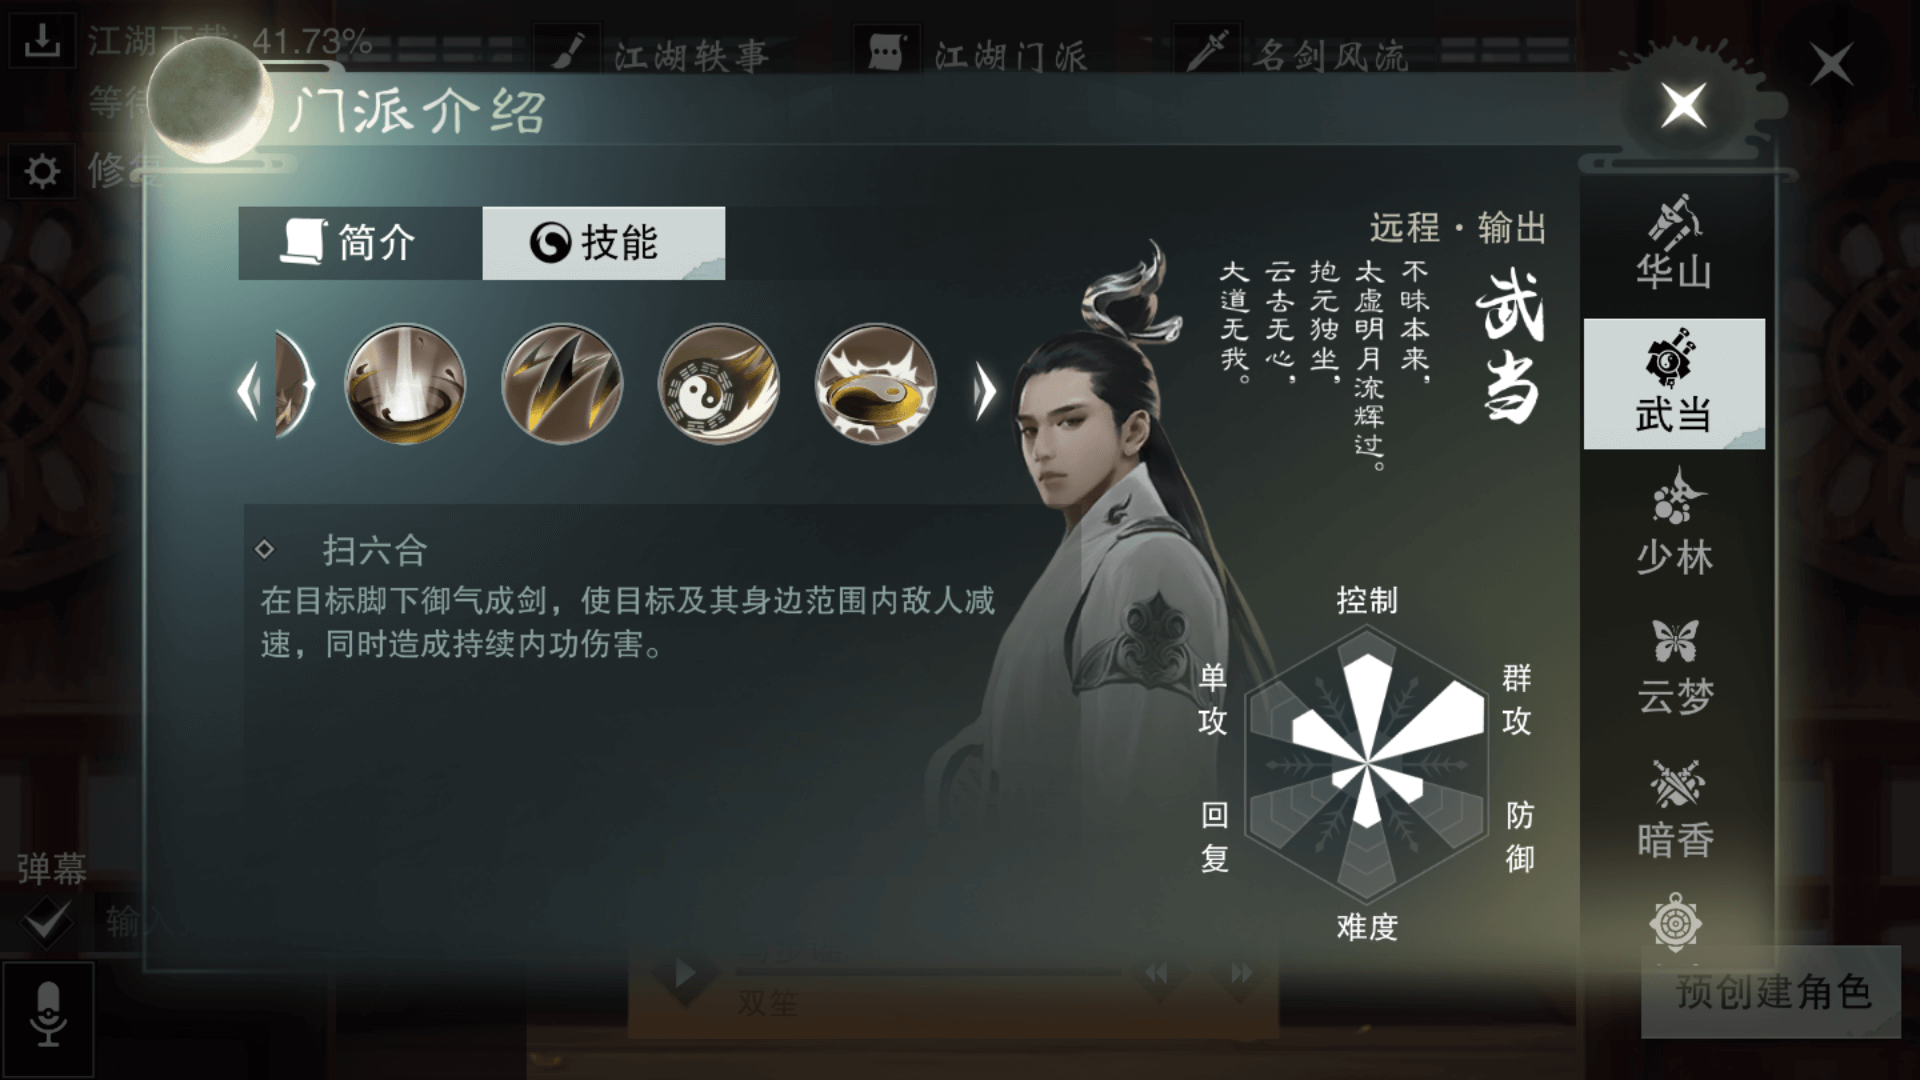 江湖下载: 41.73%
江湖轶事
江湖门派
名剑风流
门派介绍
修复
简介
技能
远程·输出
武当
不昧本来，
太虚明月流辉过。
抱元独坐，
云去无心，
大道无我。
扫六合
在目标脚下御气成剑，使目标及其身边范围内敌人减
速，同时造成持续内功伤害。
控制
单攻
群攻
回复
防御
难度
华山
武当
少林
云梦
暗香
弹幕
输入
双笙
预创建角色